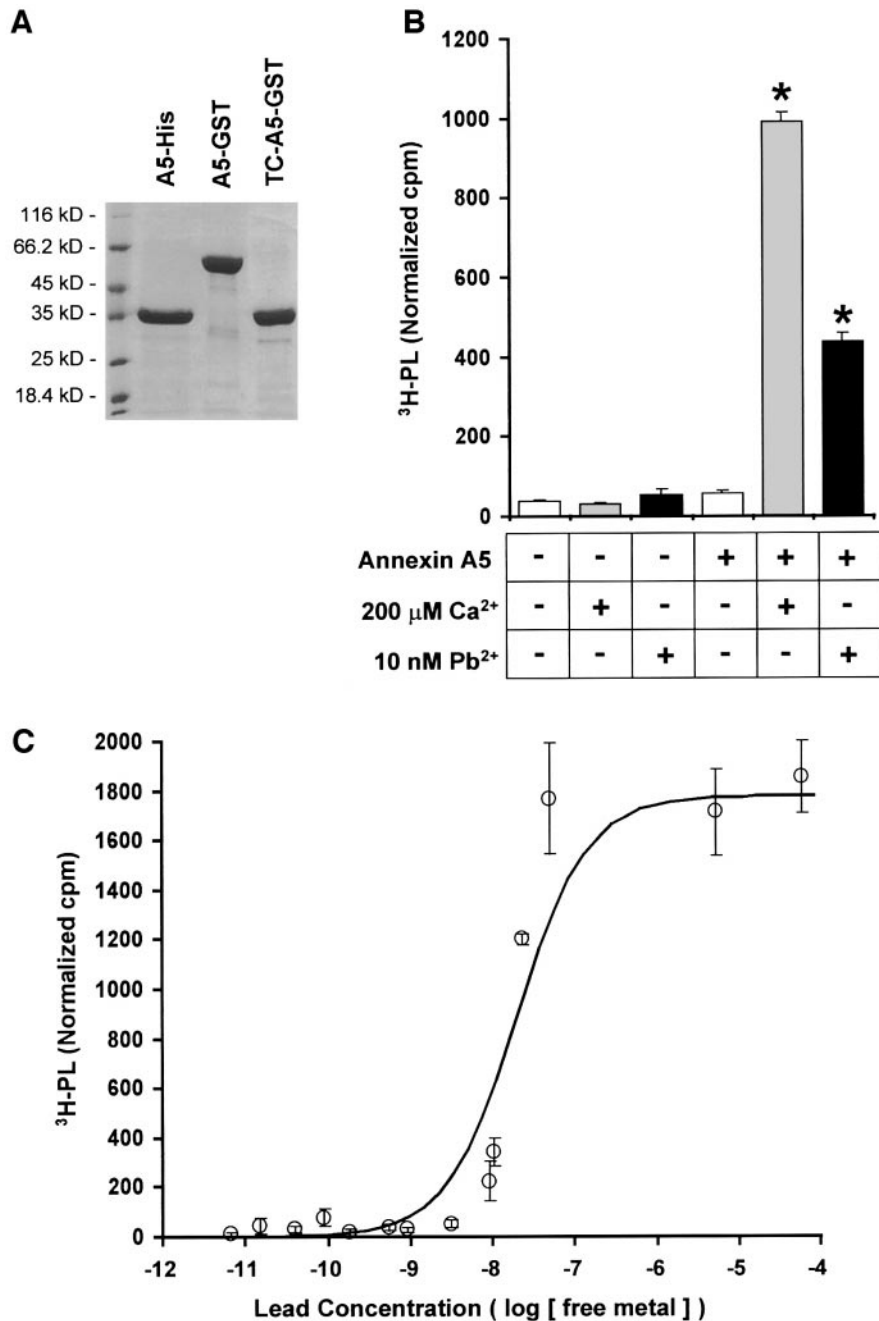 A
A5-His
A5-GST
TC-A5-GST
116 kD -
66.2 kD -
45 kD -
35 kD -
25 kD -
18.4 kD -
B
³H-PL (Normalized cpm)
1200
1000
800
600
400
200
0
*
*
Annexin A5 - - - + + +
200 μM Ca²⁺ - + - - + -
10 nM Pb²⁺ - - + - - +
C
³H-PL (Normalized cpm)
2000
1800
1600
1400
1200
1000
800
600
400
200
0
-12 -11 -10 -9 -8 -7 -6 -5 -4
Lead Concentration ( log [ free metal ] )